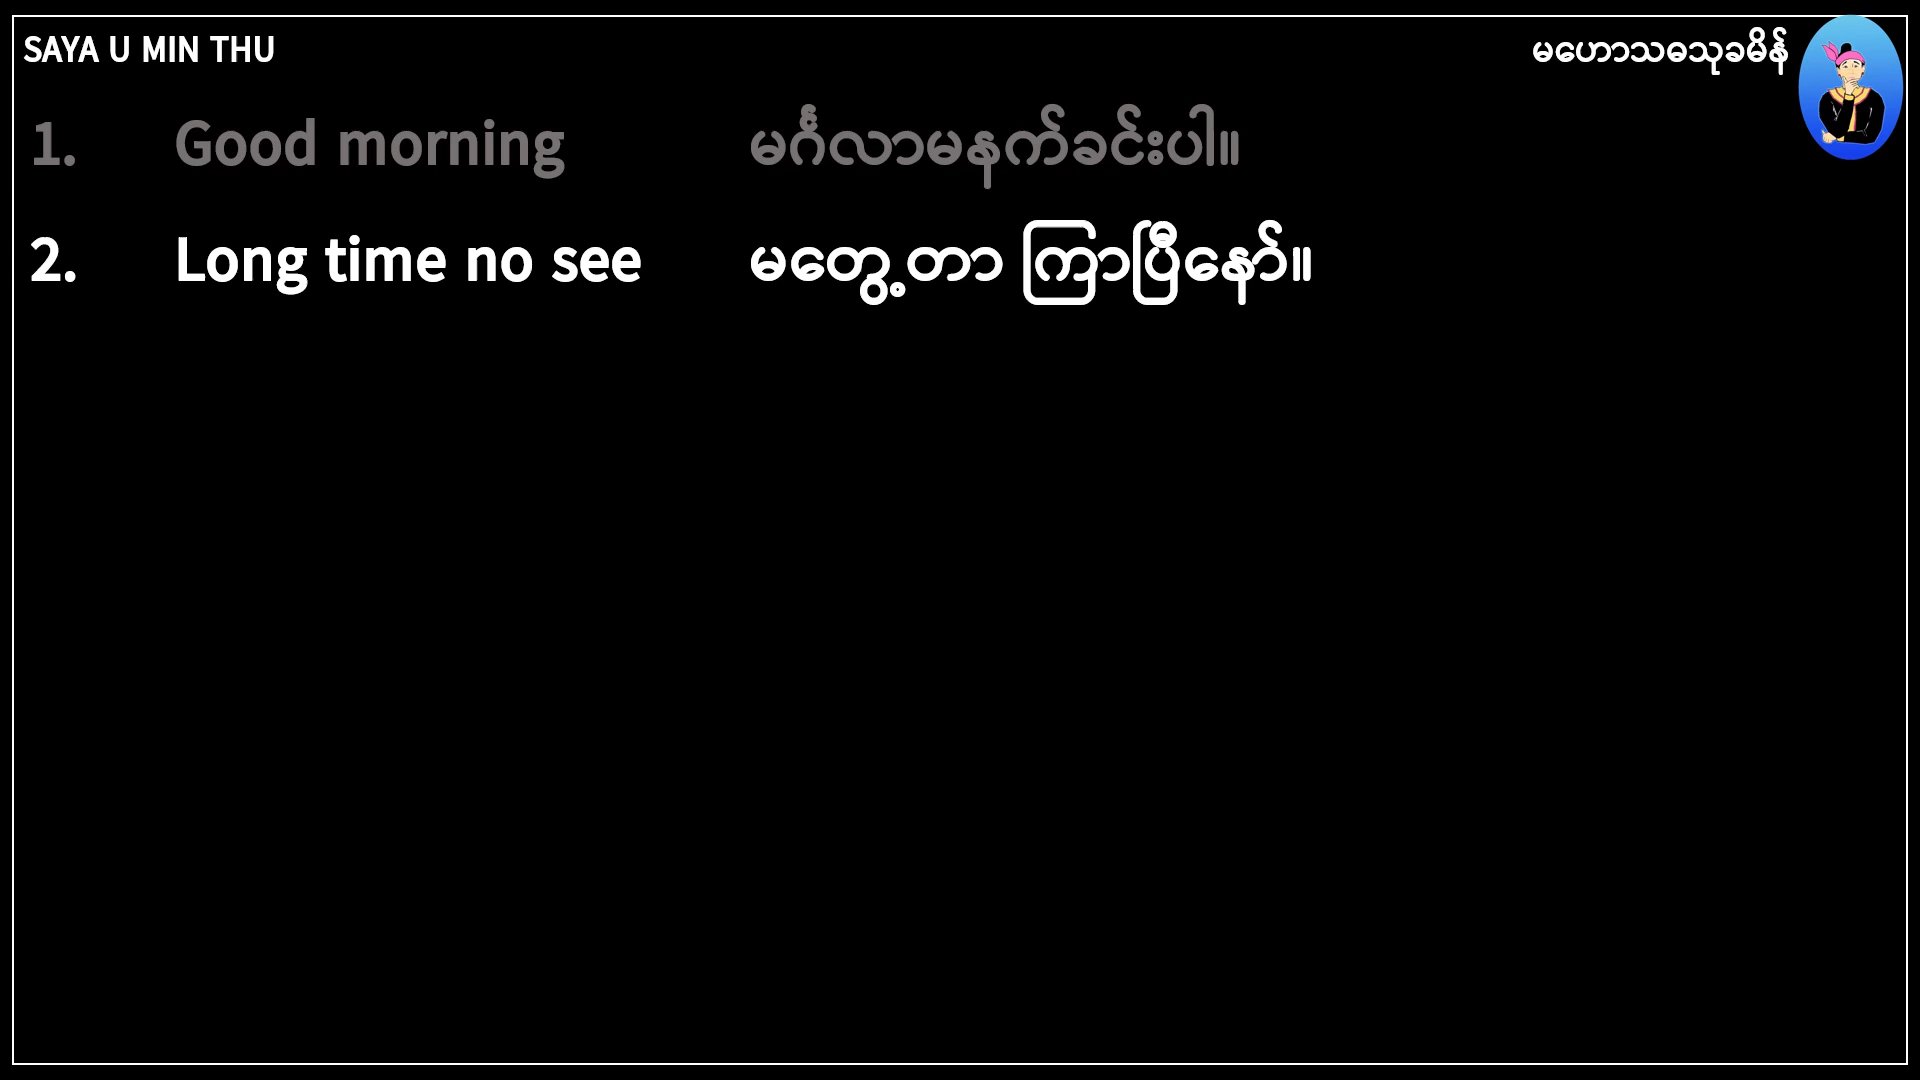 SAYA U MIN THU မဟောသဓသုခမိန်
1. Good morning မင်္ဂလာမနက်ခင်းပါ။
2. Long time no see မတွေ့တာ ကြာပြီနော်။